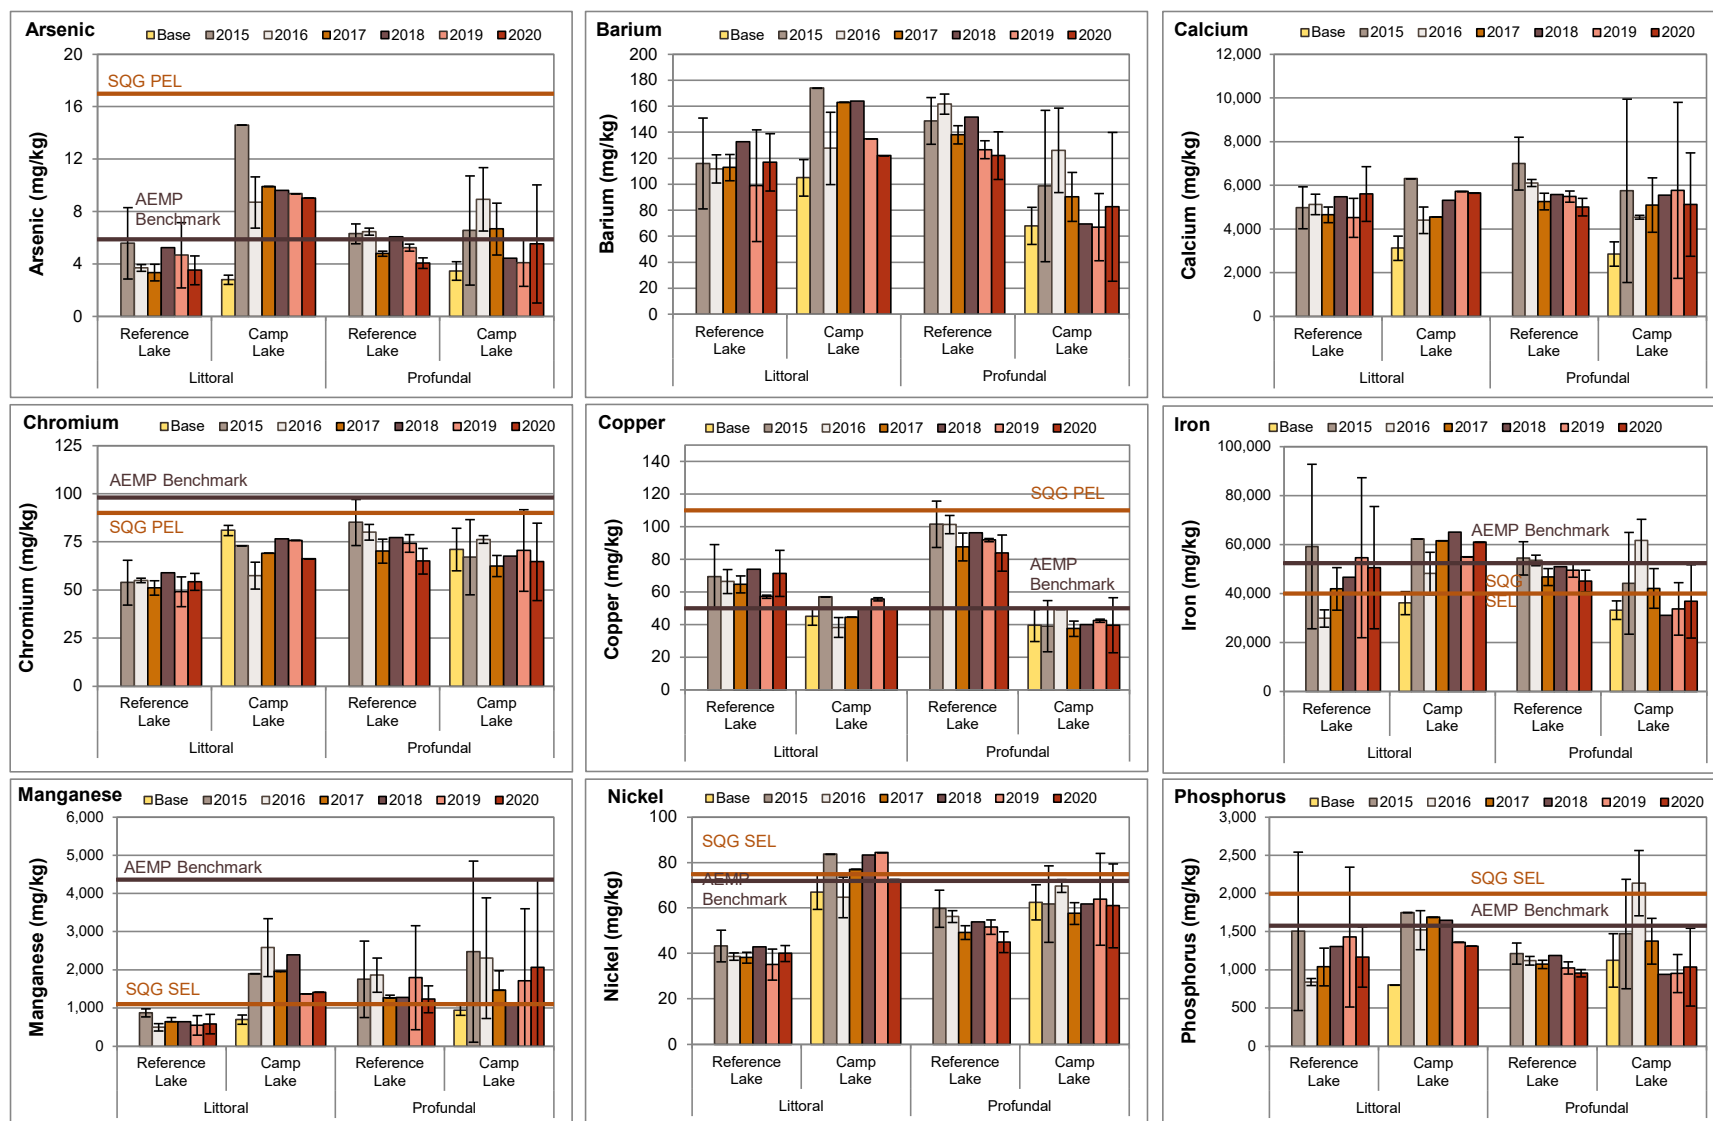 Arsenic
Base 2015 2016 2017 2018 2019 2020
20
16
12
8
4
0
Arsenic (mg/kg)
SQG PEL
AEMP
Benchmark
Reference
Lake
Camp
Lake
Reference
Lake
Camp
Lake
Littoral
Profundal
Barium
Base 2015 2016 2017 2018 2019 2020
200
180
160
140
120
100
80
60
40
20
0
Barium (mg/kg)
Reference
Lake
Camp
Lake
Reference
Lake
Camp
Lake
Littoral
Profundal
Calcium
Base 2015 2016 2017 2018 2019 2020
12,000
10,000
8,000
6,000
4,000
2,000
0
Calcium (mg/kg)
Reference
Lake
Camp
Lake
Reference
Lake
Camp
Lake
Littoral
Profundal
Chromium
Base 2015 2016 2017 2018 2019 2020
125
100
75
50
25
0
Chromium (mg/kg)
AEMP Benchmark
SQG PEL
Reference
Lake
Camp
Lake
Reference
Lake
Camp
Lake
Littoral
Profundal
Copper
Base 2015 2016 2017 2018 2019 2020
140
120
100
80
60
40
20
0
Copper (mg/kg)
SQG PEL
AEMP
Benchmark
Reference
Lake
Camp
Lake
Reference
Lake
Camp
Lake
Littoral
Profundal
Iron
Base 2015 2016 2017 2018 2019 2020
100,000
80,000
60,000
40,000
20,000
0
Iron (mg/kg)
AEMP Benchmark
SQG
SEL
Reference
Lake
Camp
Lake
Reference
Lake
Camp
Lake
Littoral
Profundal
Manganese
Base 2015 2016 2017 2018 2019 2020
6,000
5,000
4,000
3,000
2,000
1,000
0
Manganese (mg/kg)
AEMP Benchmark
SQG SEL
Reference
Lake
Camp
Lake
Reference
Lake
Camp
Lake
Littoral
Profundal
Nickel
Base 2015 2016 2017 2018 2019 2020
100
80
60
40
20
0
Nickel (mg/kg)
SQG SEL
AEMP
Benchmark
Reference
Lake
Camp
Lake
Reference
Lake
Camp
Lake
Littoral
Profundal
Phosphorus
Base 2015 2016 2017 2018 2019 2020
3,000
2,500
2,000
1,500
1,000
500
0
Phosphorus (mg/kg)
SQG SEL
AEMP Benchmark
Reference
Lake
Camp
Lake
Reference
Lake
Camp
Lake
Littoral
Profundal